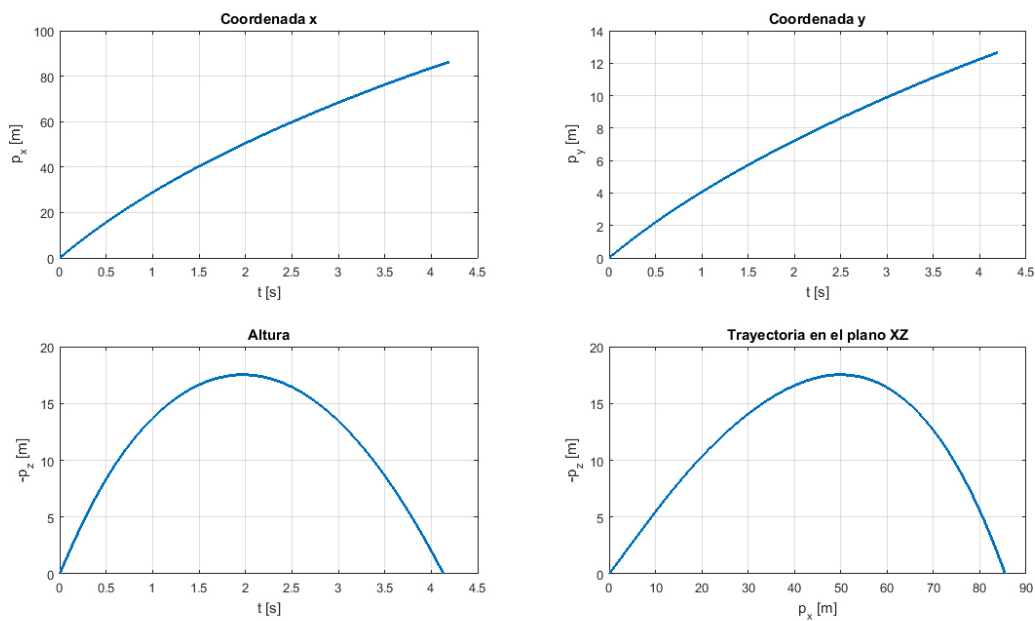 Coordenada x
100
80
60
40
20
0
p_x [m]
0 0.5 1 1.5 2 2.5 3 3.5 4 4.5
t [s]
Coordenada y
14
12
10
8
6
4
2
0
p_y [m]
0 0.5 1 1.5 2 2.5 3 3.5 4 4.5
t [s]
Altura
20
15
10
5
0
-p_z [m]
0 0.5 1 1.5 2 2.5 3 3.5 4 4.5
t [s]
Trayectoria en el plano XZ
20
15
10
5
0
-p_z [m]
0 10 20 30 40 50 60 70 80 90
p_x [m]